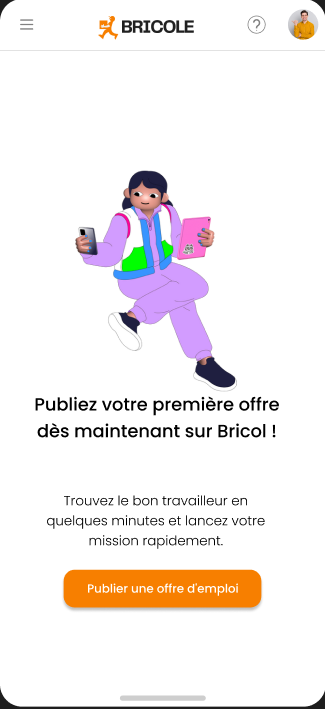 BRICOLE
Publiez votre première offre
dès maintenant sur Bricol !
Trouvez le bon travailleur en
quelques minutes et lancez votre
mission rapidement.
Publier une offre d'emploi